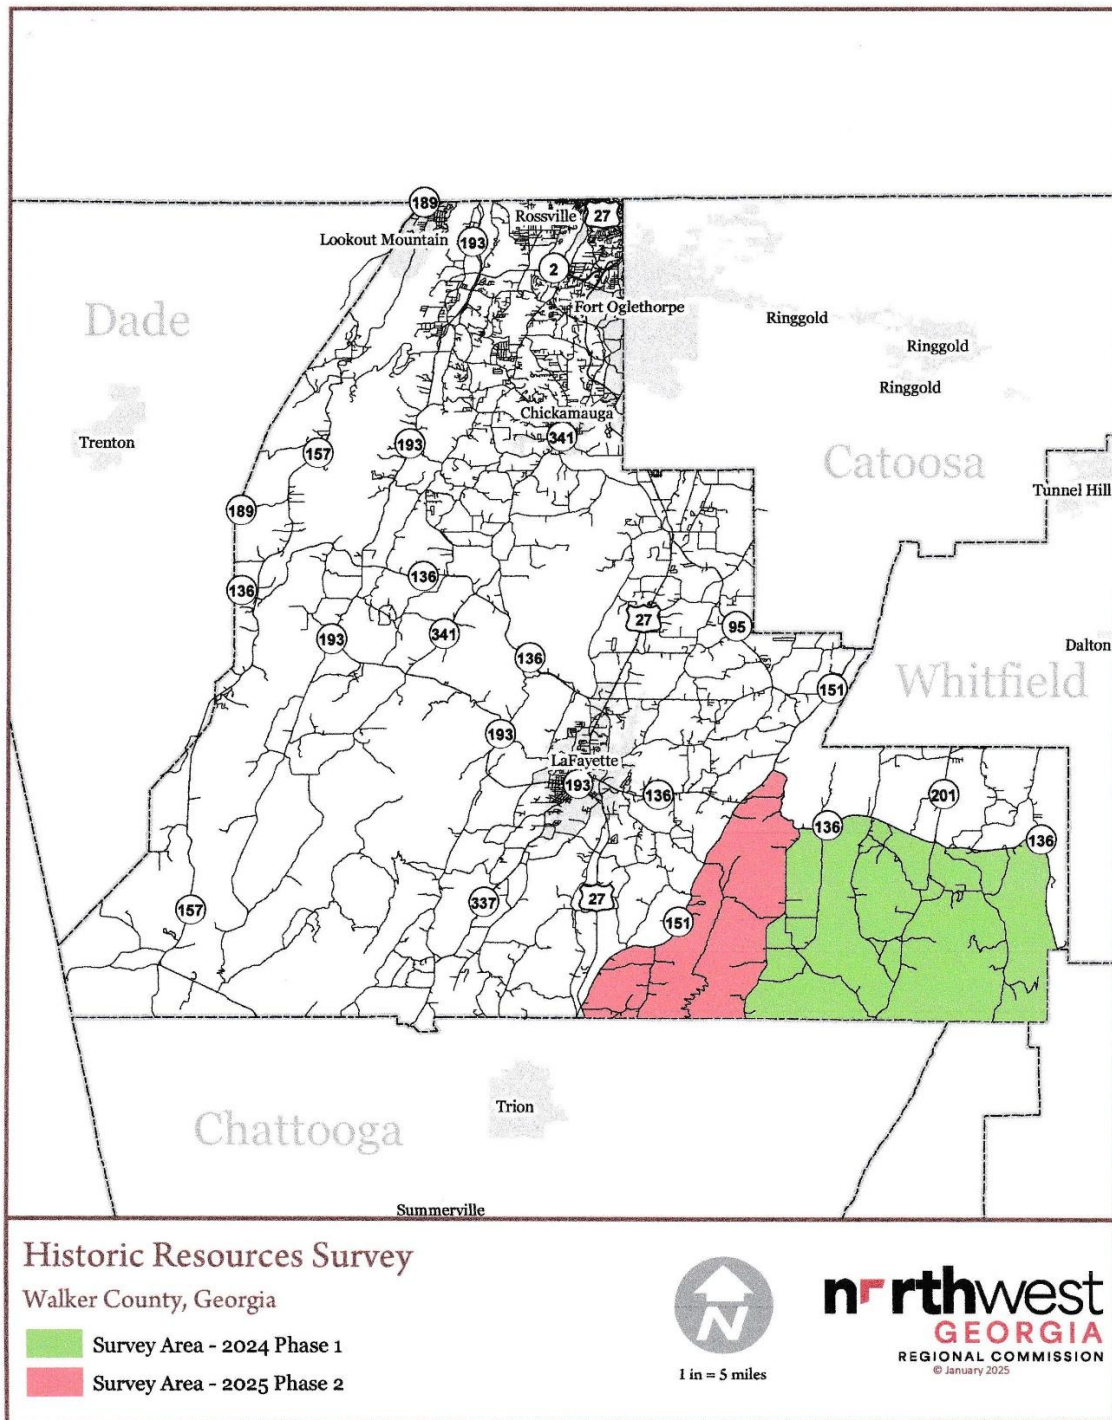 189
Rossville
27
Lookout Mountain
193
2
Fort Oglethorpe
Dade
Ringgold
Ringgold
Ringgold
Chickamauga
341
Trenton
193
157
Catoosa
Tunnel Hill
189
136
136
27
95
193
341
136
Dalton
Whitfield
151
193
LaFayette
193
136
201
136
136
157
337
27
151
Trion
Chattooga
Summerville
Historic Resources Survey
Walker County, Georgia
Survey Area - 2024 Phase 1
Survey Area - 2025 Phase 2
N
1 in = 5 miles
northwest
GEORGIA
REGIONAL COMMISSION
© January 2025